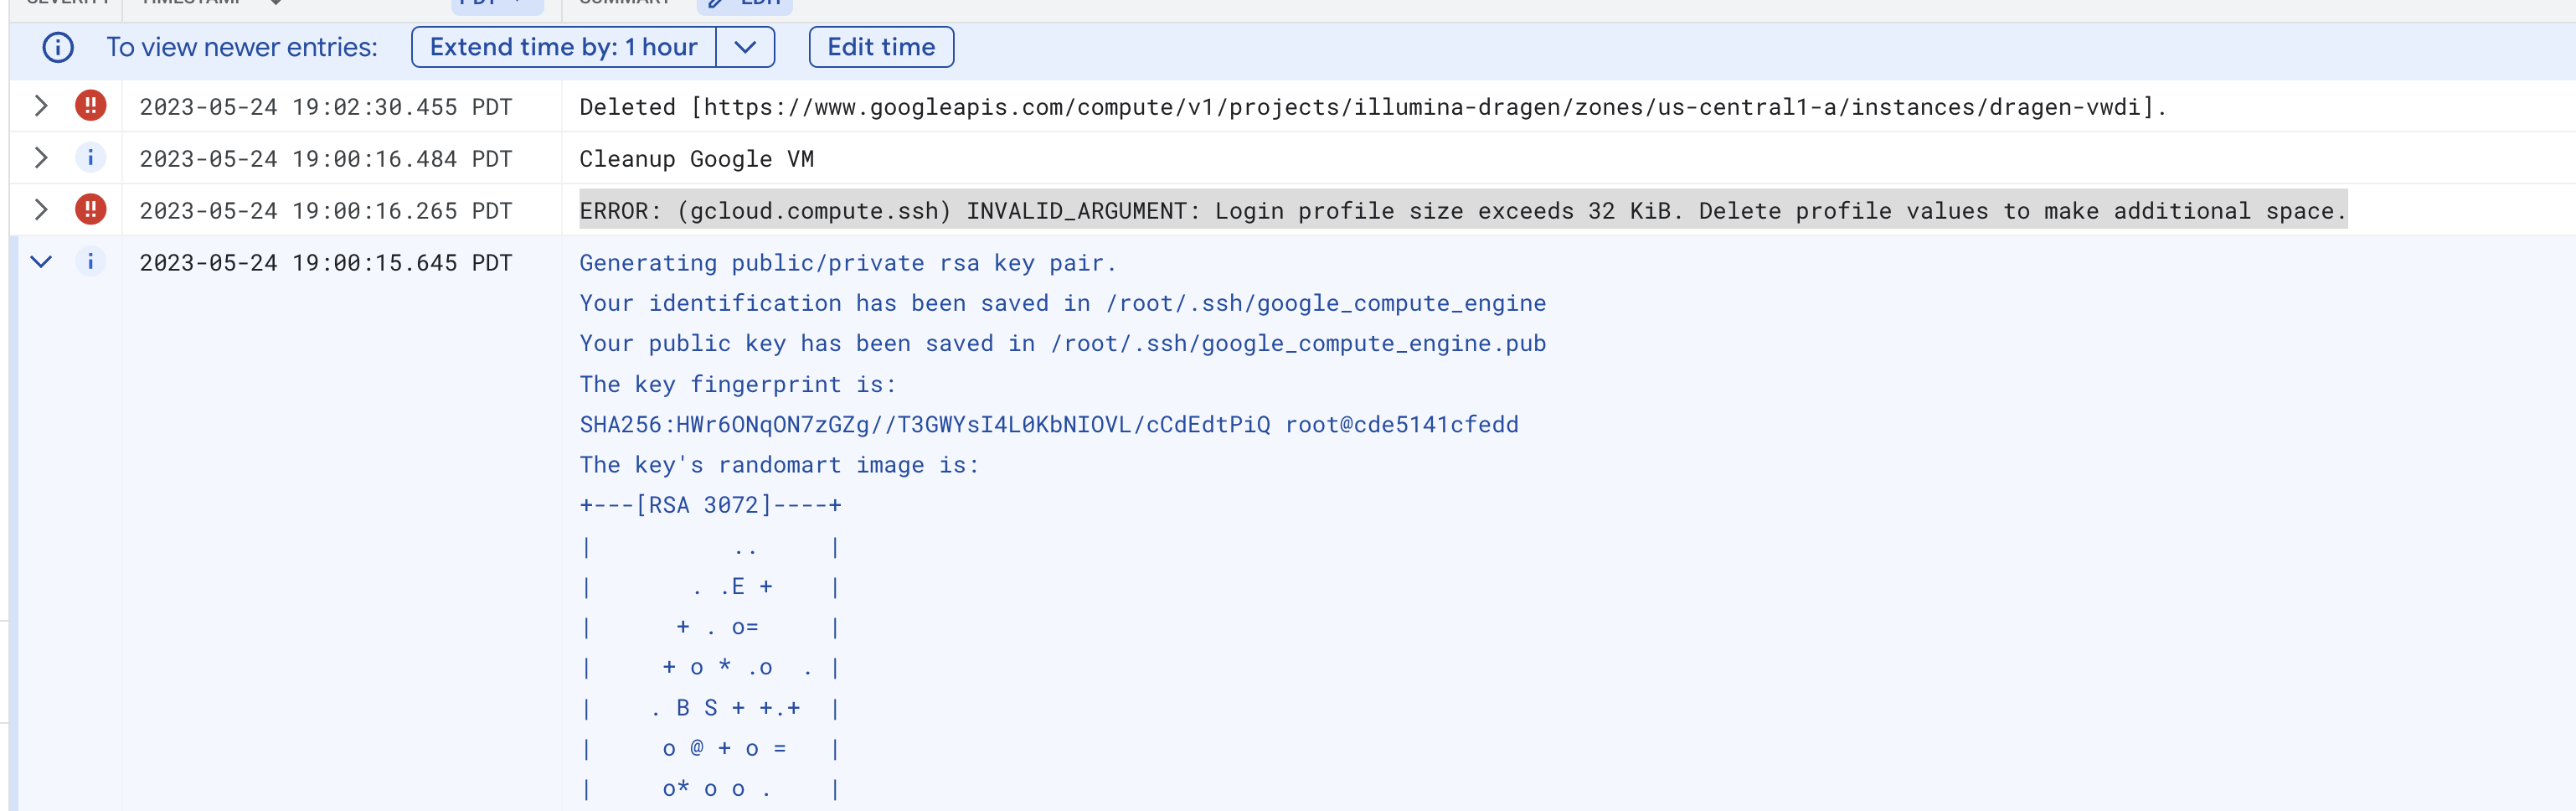 SEVERITY TIMESTAMP PDT SUMMARY EDIT
To view newer entries: Extend time by: 1 hour Edit time
2023-05-24 19:02:30.455 PDT Deleted [https://www.googleapis.com/compute/v1/projects/illumina-dragen/zones/us-central1-a/instances/dragen-vwdi].
2023-05-24 19:00:16.484 PDT Cleanup Google VM
2023-05-24 19:00:16.265 PDT ERROR: (gcloud.compute.ssh) INVALID_ARGUMENT: Login profile size exceeds 32 KiB. Delete profile values to make additional space.
2023-05-24 19:00:15.645 PDT Generating public/private rsa key pair.
Your identification has been saved in /root/.ssh/google_compute_engine
Your public key has been saved in /root/.ssh/google_compute_engine.pub
The key fingerprint is:
SHA256:HWr6ONqON7zGZg//T3GWYsI4L0KbNIOVL/cCdEdtPiQ root@cde5141cfedd
The key's randomart image is:
+---[RSA 3072]----+
|          ..     |
|       . .E +    |
|      + . o=     |
|     + o * .o  . |
|    . B S + +.+  |
|     o @ + o =   |
|     o* o o .    |